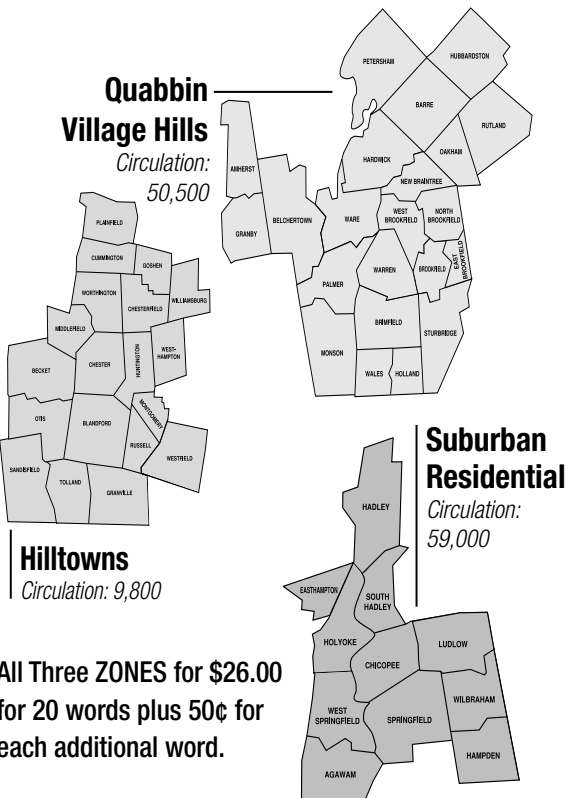 Quabbin
Village Hills
Circulation:
50,500
PETERSHAM
HUBBARDSTON
BARRE
RUTLAND
HARDWICK
OAKHAM
NEW BRAINTREE
AMHERST
GRANBY
BELCHERTOWN
WARE
WEST
BROOKFIELD
NORTH
BROOKFIELD
PALMER
WARREN
BROOKFIELD
EAST
BROOKFIELD
BRIMFIELD
STURBRIDGE
MONSON
WALES
HOLLAND
PLAINFIELD
CUMMINGTON
GOSHEN
WORTHINGTON
CHESTERFIELD
WILLIAMSBURG
MIDDLEFIELD
BECKET
CHESTER
HUNTINGTON
WEST-
HAMPTON
OTIS
BLANDFORD
MONTGOMERY
RUSSELL
WESTFIELD
SANDISFIELD
TOLLAND
GRANVILLE
Hilltowns
Circulation: 9,800
Suburban
Residential
Circulation:
59,000
HADLEY
EASTHAMPTON
SOUTH
HADLEY
HOLYOKE
CHICOPEE
LUDLOW
WEST
SPRINGFIELD
SPRINGFIELD
WILBRAHAM
HAMPDEN
AGAWAM
All Three ZONES for $26.00
for 20 words plus 50¢ for
each additional word.